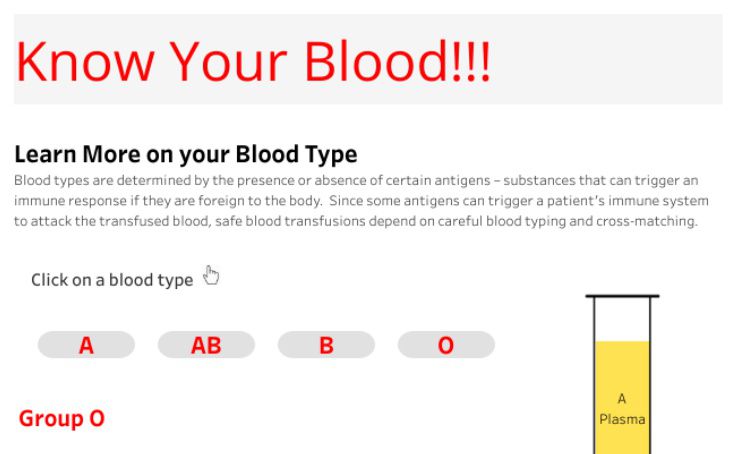 Know Your Blood!!!
Learn More on your Blood Type
Blood types are determined by the presence or absence of certain antigens – substances that can trigger an
immune response if they are foreign to the body.  Since some antigens can trigger a patient's immune system
to attack the transfused blood, safe blood transfusions depend on careful blood typing and cross-matching.
Click on a blood type
A AB B O
A
Plasma
Group O